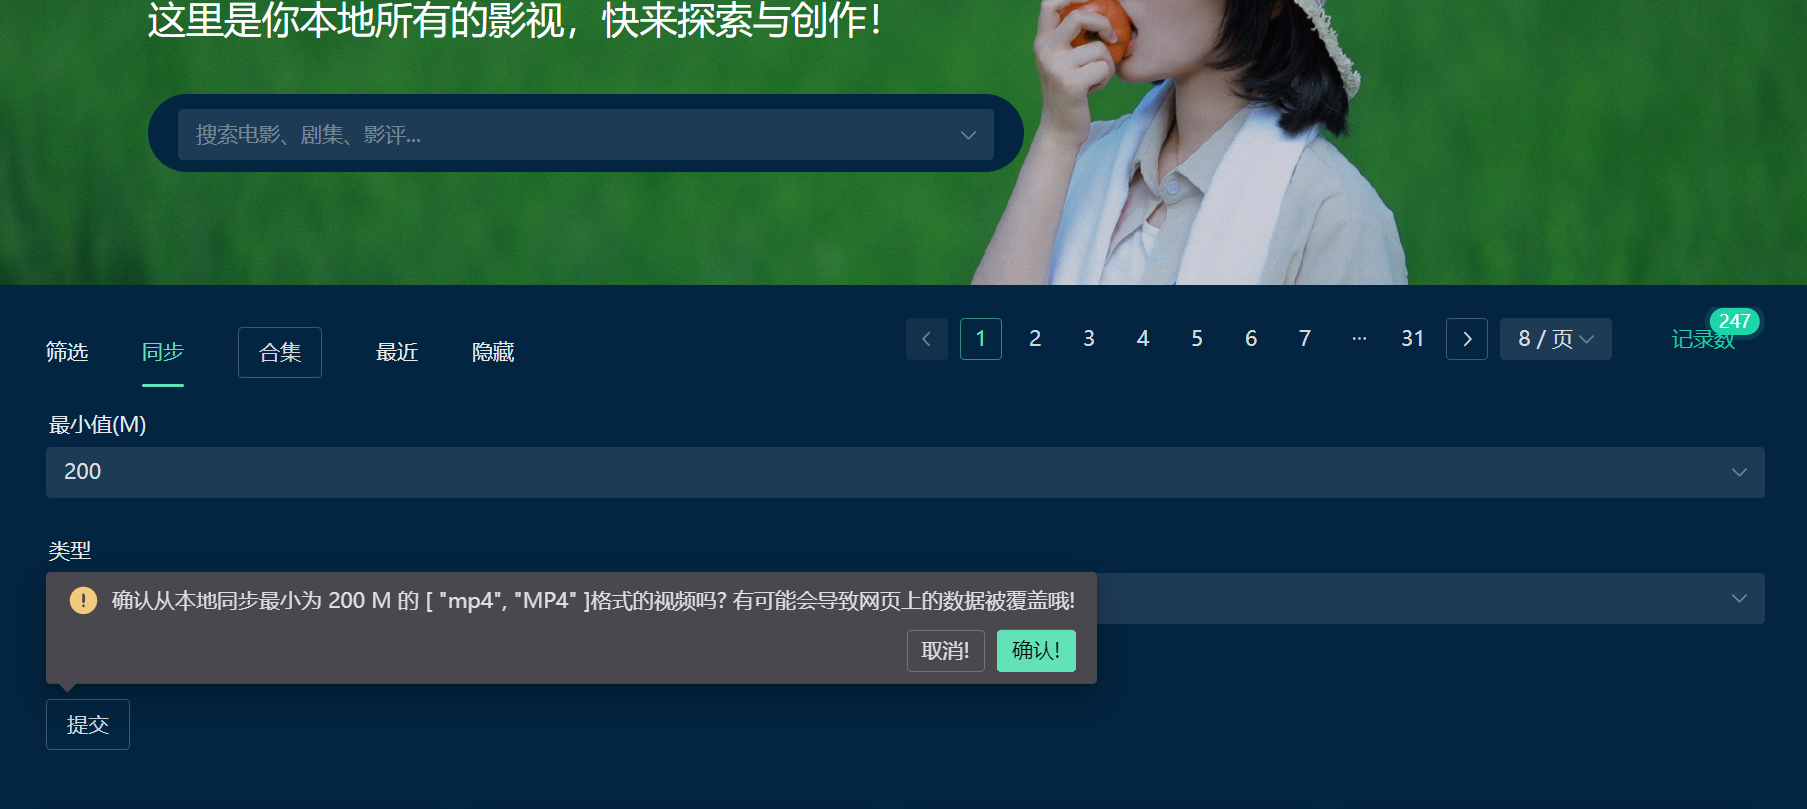 这里是你本地所有的影视，快来探索与创作！
搜索电影、剧集、影评...
筛选 同步 合集 最近 隐藏
1 2 3 4 5 6 7 ··· 31 8 / 页 记录数 247
最小值(M)
200
类型
确认从本地同步最小为 200 M 的 [ "mp4", "MP4" ]格式的视频吗? 有可能会导致网页上的数据被覆盖哦!
取消! 确认!
提交